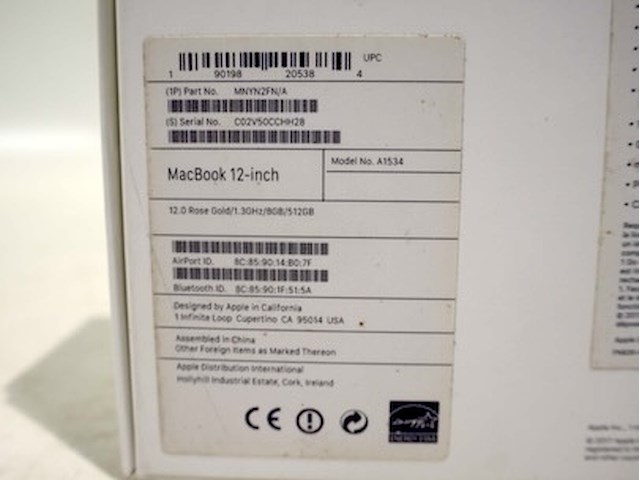 UPC
1 90198 20538 4
(1P) Part No. MNYN2FN/A
(S) Serial No. C02V50CCHH28
MacBook 12-inch
Model No. A1534
12.0 Rose Gold/1.3GHz/8GB/512GB
AirPort ID. 8C:85:90:14:B0:7F
Bluetooth ID. 8C:85:90:1F:51:5A
Designed by Apple in California
1 Infinite Loop Cupertino CA 95014 USA
Assembled in China
Other Foreign Items as Marked Thereon
Apple Distribution International
Hollyhill Industrial Estate, Cork, Ireland
CE
ENERGY STAR